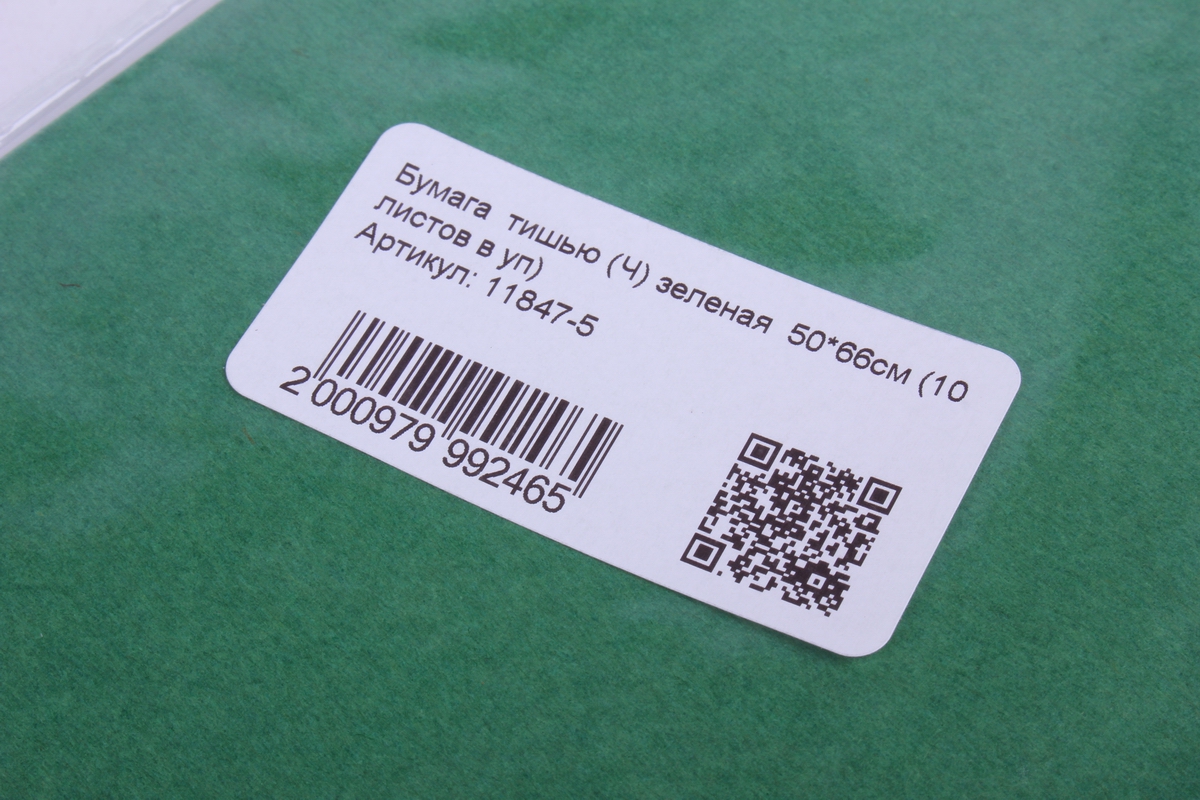 Бумага тишью (Ч) зеленая 50*66см (10
листов в уп)
Артикул: 11847-5
2 000979 992465